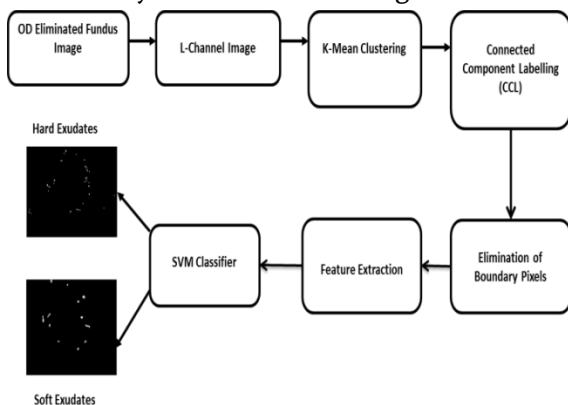 OD Eliminated Fundus
Image
L-Channel Image
K-Mean Clustering
Connected
Component Labelling
(CCL)
Hard Exudates
SVM Classifier
Feature Extraction
Elimination of
Boundary Pixels
Soft Exudates